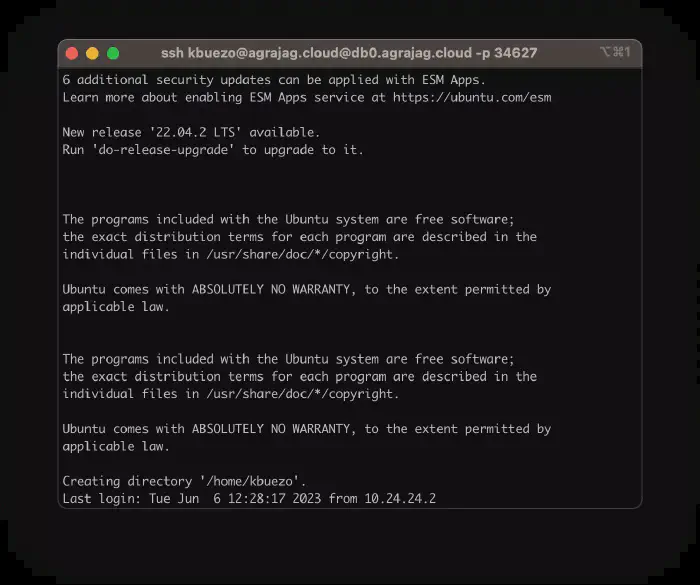 ssh kbuezo@agrajag.cloud@db0.agrajag.cloud -p 34627 ⌥⌘1
6 additional security updates can be applied with ESM Apps.
Learn more about enabling ESM Apps service at https://ubuntu.com/esm
New release '22.04.2 LTS' available.
Run 'do-release-upgrade' to upgrade to it.
The programs included with the Ubuntu system are free software;
the exact distribution terms for each program are described in the
individual files in /usr/share/doc/*/copyright.
Ubuntu comes with ABSOLUTELY NO WARRANTY, to the extent permitted by
applicable law.
The programs included with the Ubuntu system are free software;
the exact distribution terms for each program are described in the
individual files in /usr/share/doc/*/copyright.
Ubuntu comes with ABSOLUTELY NO WARRANTY, to the extent permitted by
applicable law.
Creating directory '/home/kbuezo'.
Last login: Tue Jun  6 12:28:17 2023 from 10.24.24.2